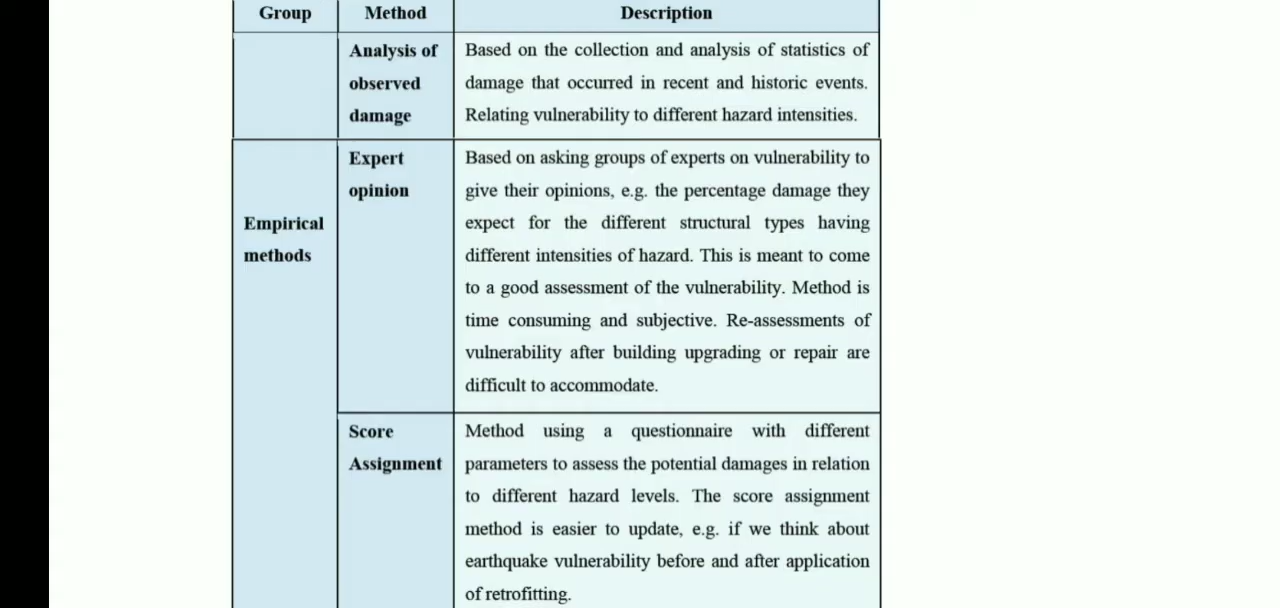 Group Method Description
Analysis of
observed
damage
Based on the collection and analysis of statistics of
damage that occurred in recent and historic events.
Relating vulnerability to different hazard intensities.
Empirical
methods
Expert
opinion
Based on asking groups of experts on vulnerability to
give their opinions, e.g. the percentage damage they
expect for the different structural types having
different intensities of hazard. This is meant to come
to a good assessment of the vulnerability. Method is
time consuming and subjective. Re-assessments of
vulnerability after building upgrading or repair are
difficult to accommodate.
Score
Assignment
Method using a questionnaire with different
parameters to assess the potential damages in relation
to different hazard levels. The score assignment
method is easier to update, e.g. if we think about
earthquake vulnerability before and after application
of retrofitting.